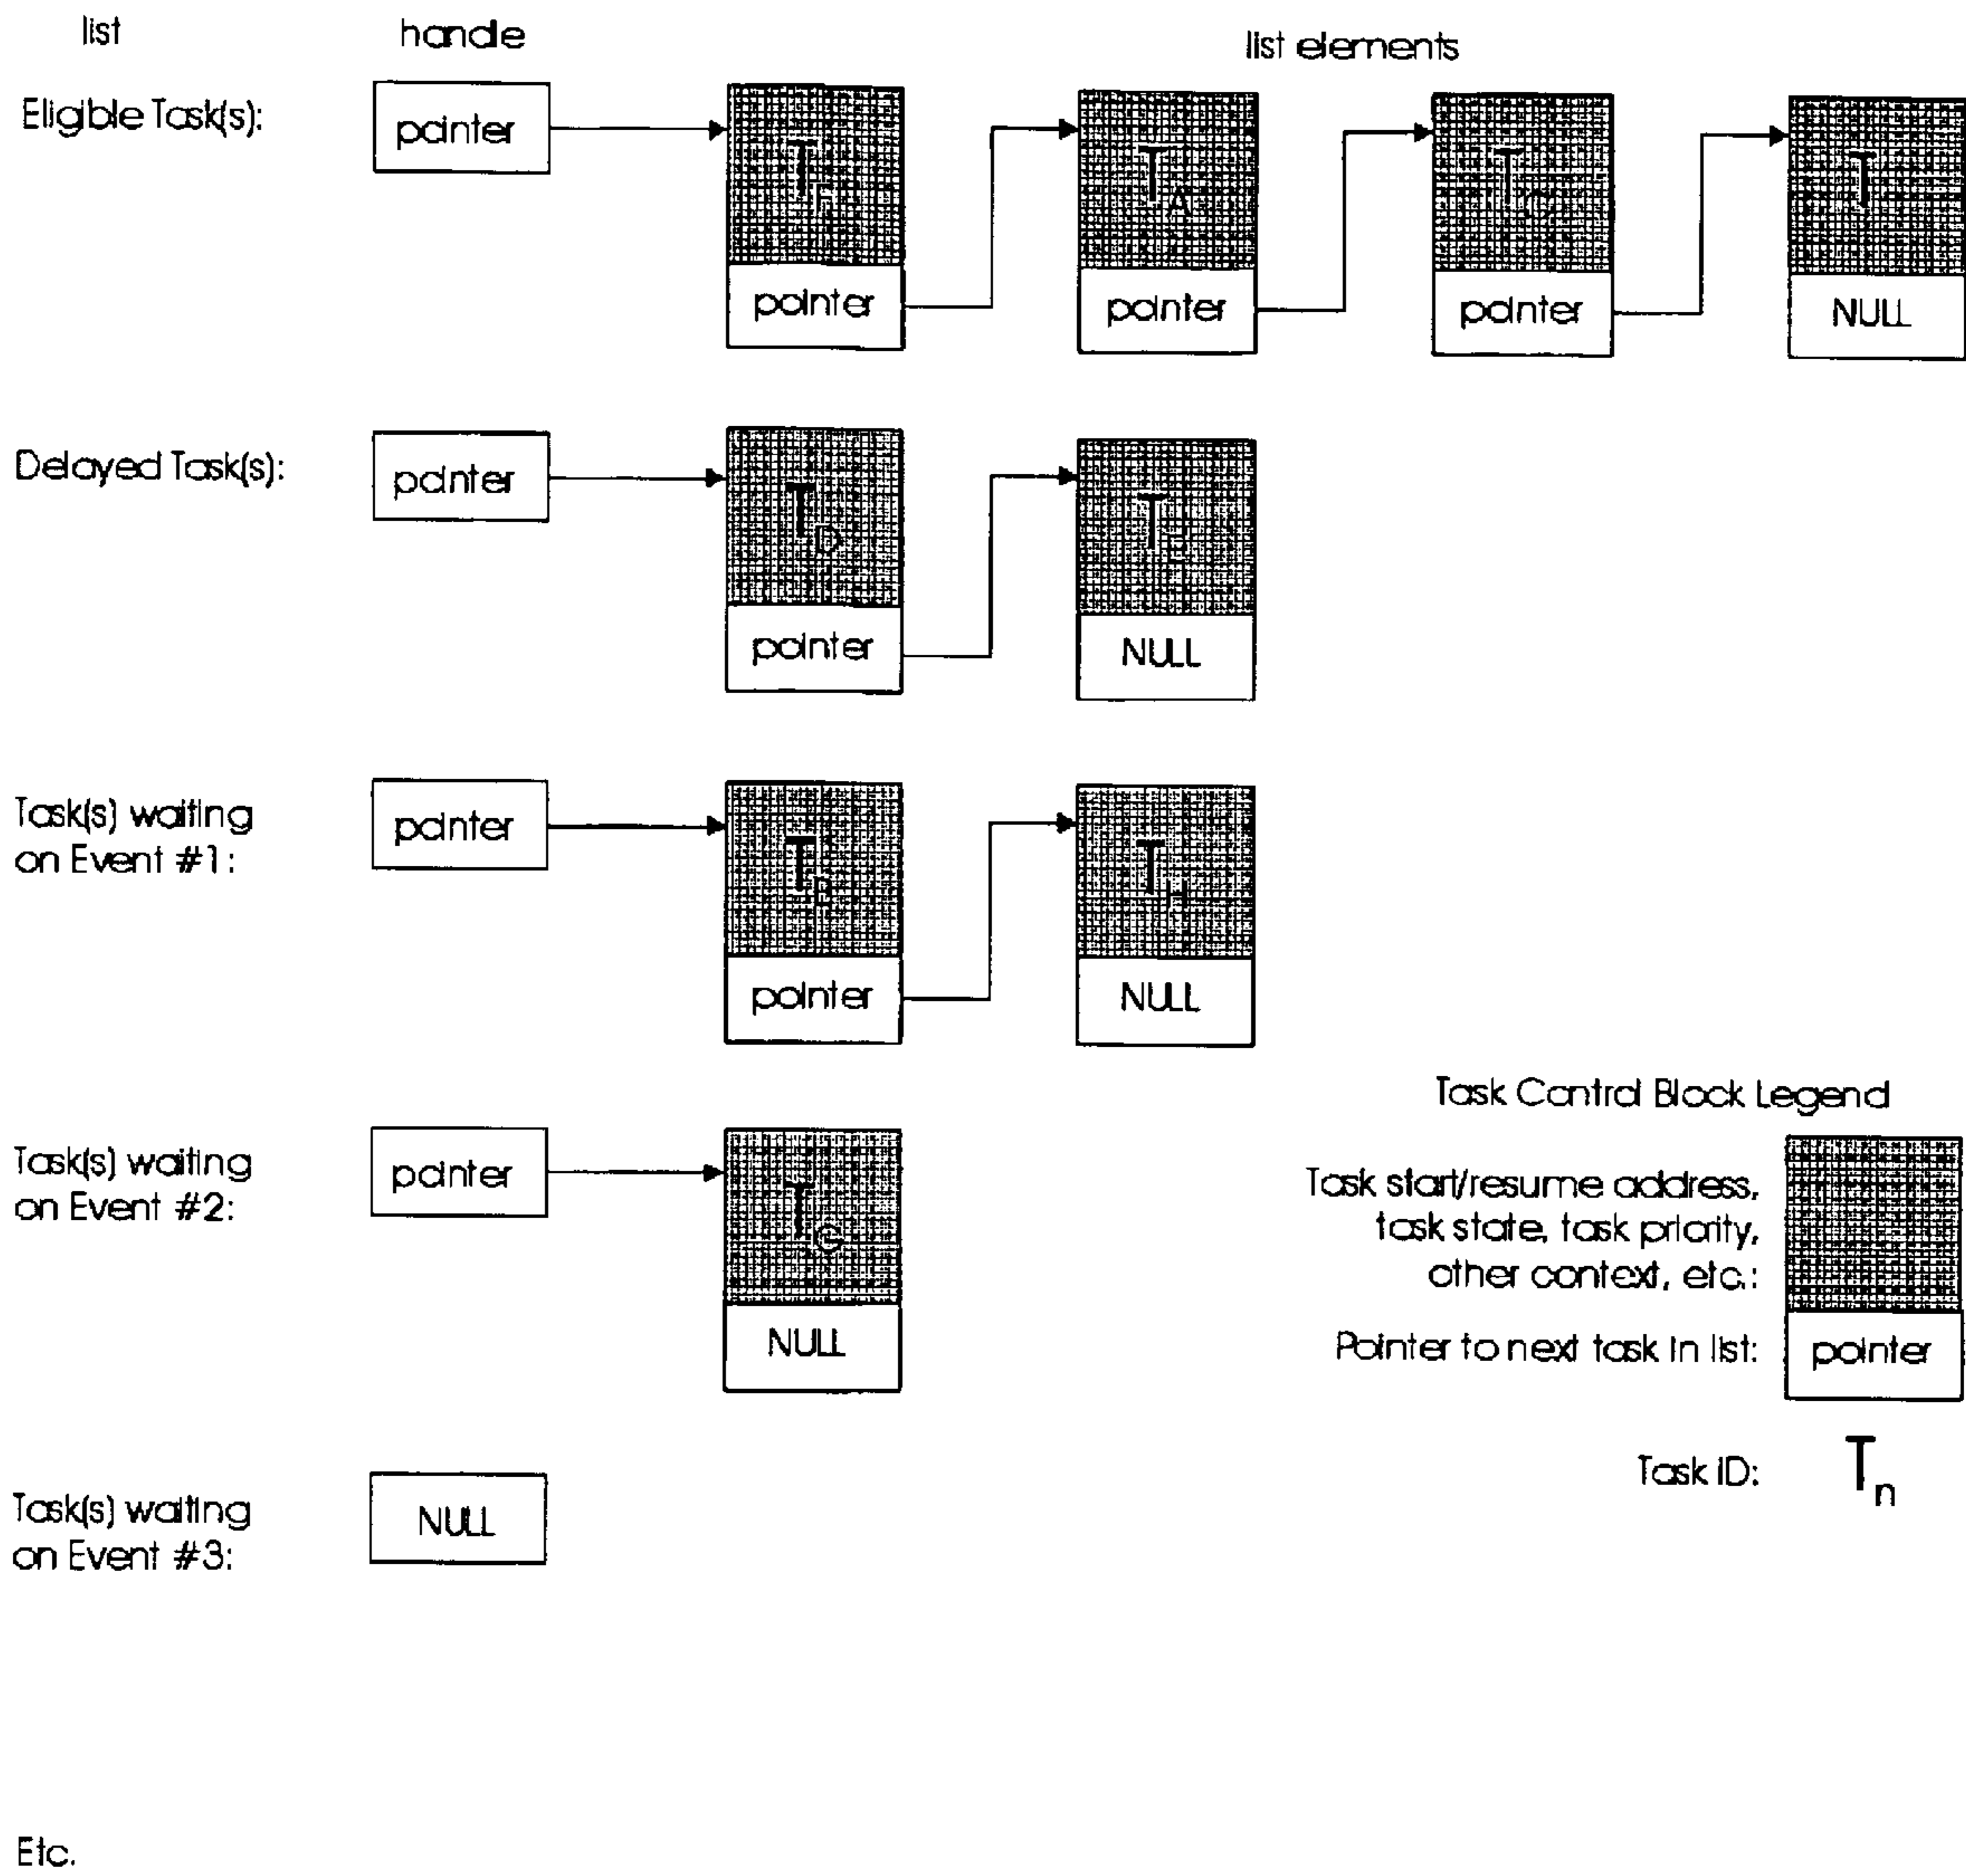 list handle list elements
Eligible Task(s): pointer
T
T A
T
T
pointer pointer pointer NULL
Delayed Task(s): pointer
T D
T
pointer NULL
Task(s) waiting
on Event #1:
pointer
T
T H
pointer NULL
Task(s) waiting
on Event #2:
pointer
T G
NULL
Task Control Block Legend
Task start/resume address,
task state, task priority,
other context, etc.:
Pointer to next task in list: pointer
Task ID: Tn
Task(s) waiting
on Event #3:
NULL
Etc.